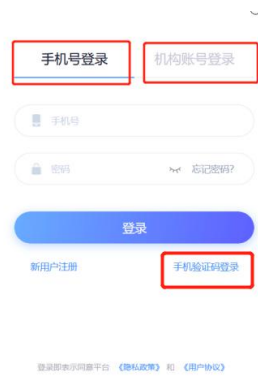 手机号登录 机构账号登录
手机号
密码 忘记密码?
登录
新用户注册 手机验证码登录
登录即表示同意平台 《隐私政策》 和 《用户协议》